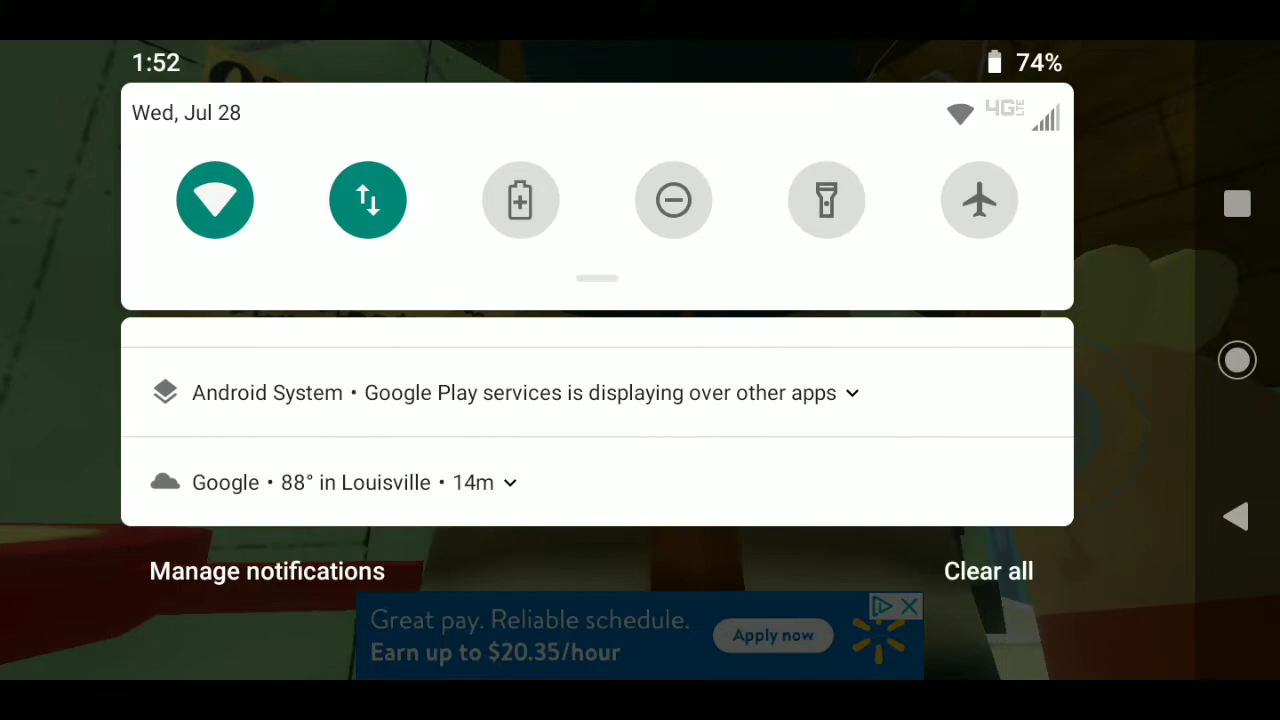 1:52
74%
Wed, Jul 28
4G LTE
Android System • Google Play services is displaying over other apps
Google • 88° in Louisville • 14m
Manage notifications
Clear all
Great pay. Reliable schedule.
Earn up to $20.35/hour
Apply now